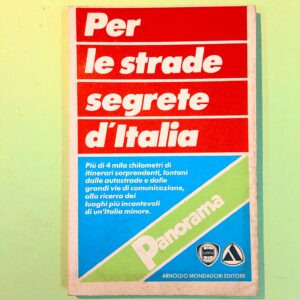 Per
le strade
segrete
d'Italia
Più di 4 mila chilometri di
itinerari sorprendenti, lontani
dalle autostrade e dalle
grandi vie di comunicazione,
alla ricerca dei
luoghi più incantevoli
di un'Italia minore.
Panorama
ARNOLDO MONDADORI EDITORE